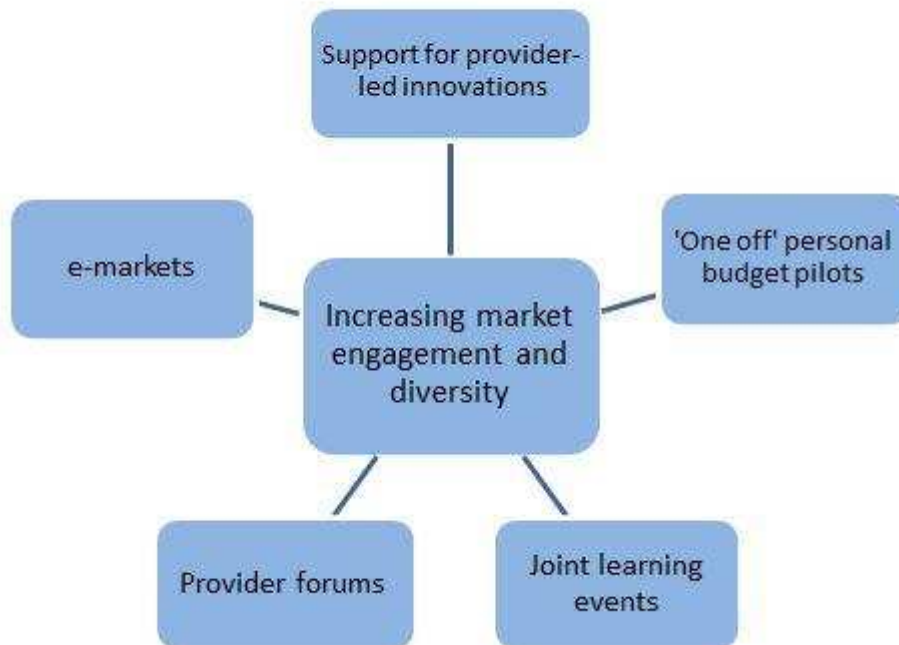 Support for provider-
led innovations
e-markets
'One off' personal
budget pilots
Increasing market
engagement and
diversity
Provider forums
Joint learning
events